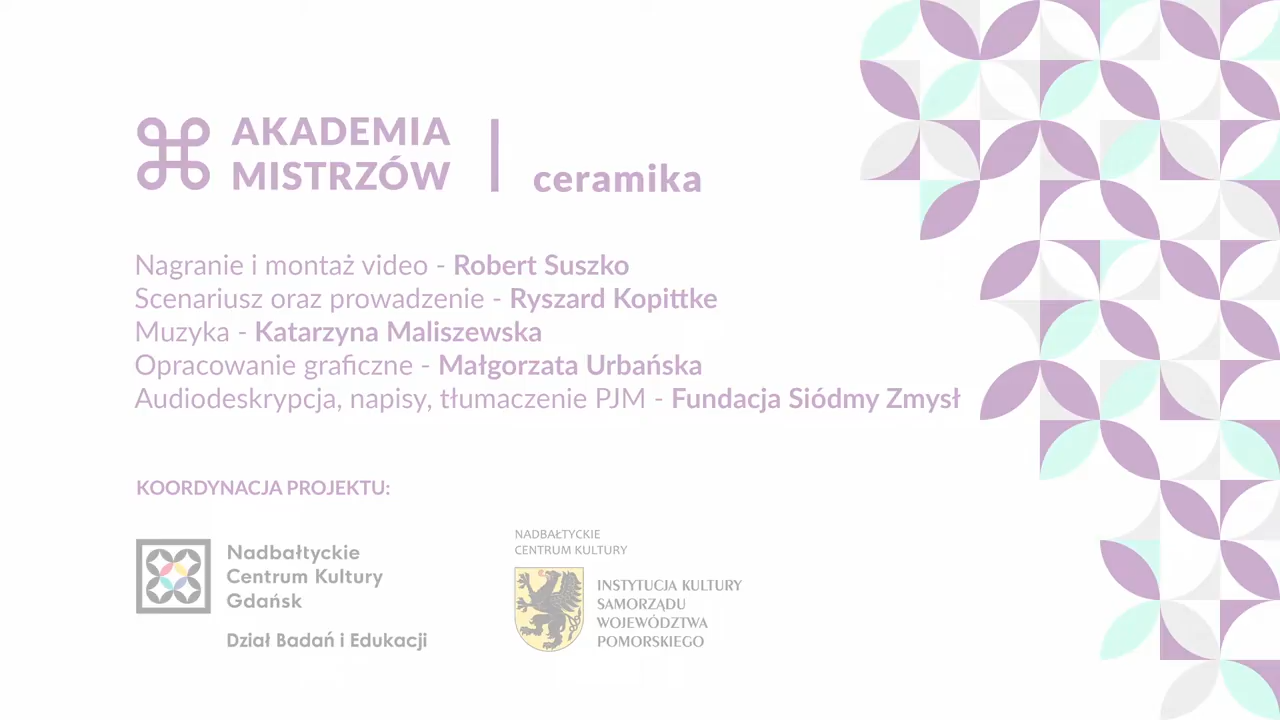 AKADEMIA
MISTRZÓW
ceramika
Nagranie i montaż video - Robert Suszko
Scenariusz oraz prowadzenie - Ryszard Kopittke
Muzyka - Katarzyna Maliszewska
Opracowanie graficzne - Małgorzata Urbańska
Audiodeskrypcja, napisy, tłumaczenie PJM - Fundacja Siódmy Zmysł
KOORDYNACJA PROJEKTU:
Nadbałtyckie
Centrum Kultury
Gdańsk
Dział Badań i Edukacji
NADBAŁTYCKIE
CENTRUM KULTURY
INSTYTUCJA KULTURY
SAMORZĄDU
WOJEWÓDZTWA
POMORSKIEGO